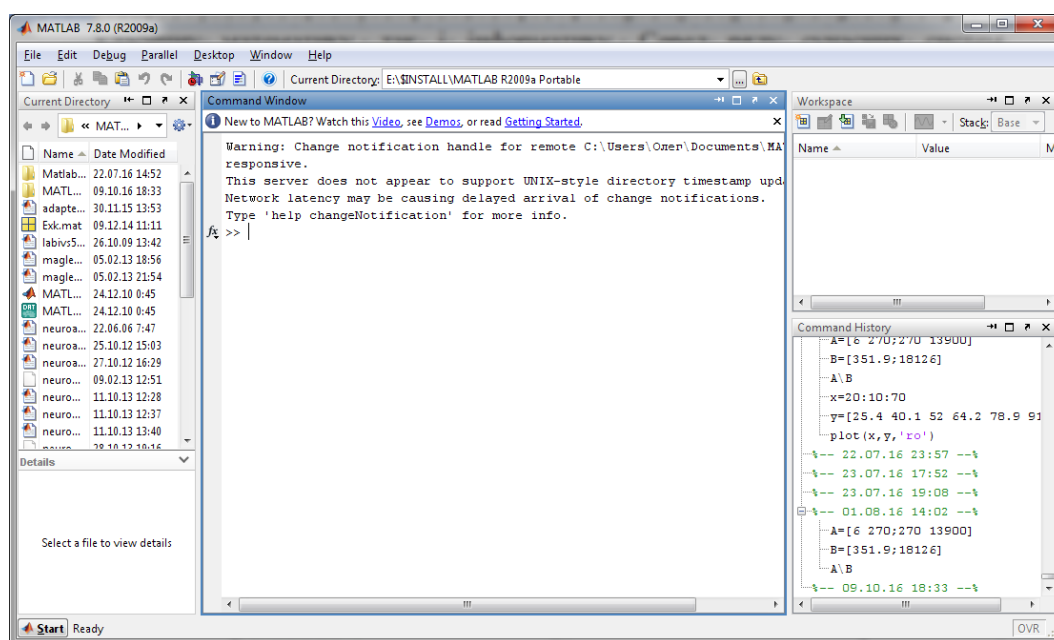 MATLAB 7.8.0 (R2009a)
File Edit Debug Parallel Desktop Window Help
Current Directory: E:\$INSTALL\MATLAB R2009a Portable
Current Directory
« MAT...
Name Date Modified
Matlab... 22.07.16 14:52
MATL... 09.10.16 18:33
adapte... 30.11.15 13:53
Exk.mat 09.12.14 11:11
labivs5... 26.10.09 13:42
magle... 05.02.13 18:56
magle... 05.02.13 21:54
MATL... 24.12.10 0:45
MATL... 24.12.10 0:45
neuroa... 22.06.06 7:47
neuroa... 25.10.12 15:03
neuroa... 27.10.12 16:29
neuro... 09.02.13 12:51
neuro... 11.10.13 12:28
neuro... 11.10.13 12:37
neuro... 11.10.13 13:40
neuro... 28.10.12 19:16
Details
Select a file to view details
Command Window
New to MATLAB? Watch this Video, see Demos, or read Getting Started.
Warning: Change notification handle for remote C:\Users\Олег\Documents\MA
responsive.
This server does not appear to support UNIX-style directory timestamp upd
Network latency may be causing delayed arrival of change notifications.
Type 'help changeNotification' for more info.
fx >>
Workspace
Stack: Base
Name Value M
Command History
A=[6 270;270 13900]
B=[351.9;18126]
A\B
x=20:10:70
y=[25.4 40.1 52 64.2 78.9 91
plot(x,y,'ro')
%-- 22.07.16 23:57 --%
%-- 23.07.16 17:52 --%
%-- 23.07.16 19:08 --%
%-- 01.08.16 14:02 --%
A=[6 270;270 13900]
B=[351.9;18126]
A\B
%-- 09.10.16 18:33 --%
Start Ready
OVR